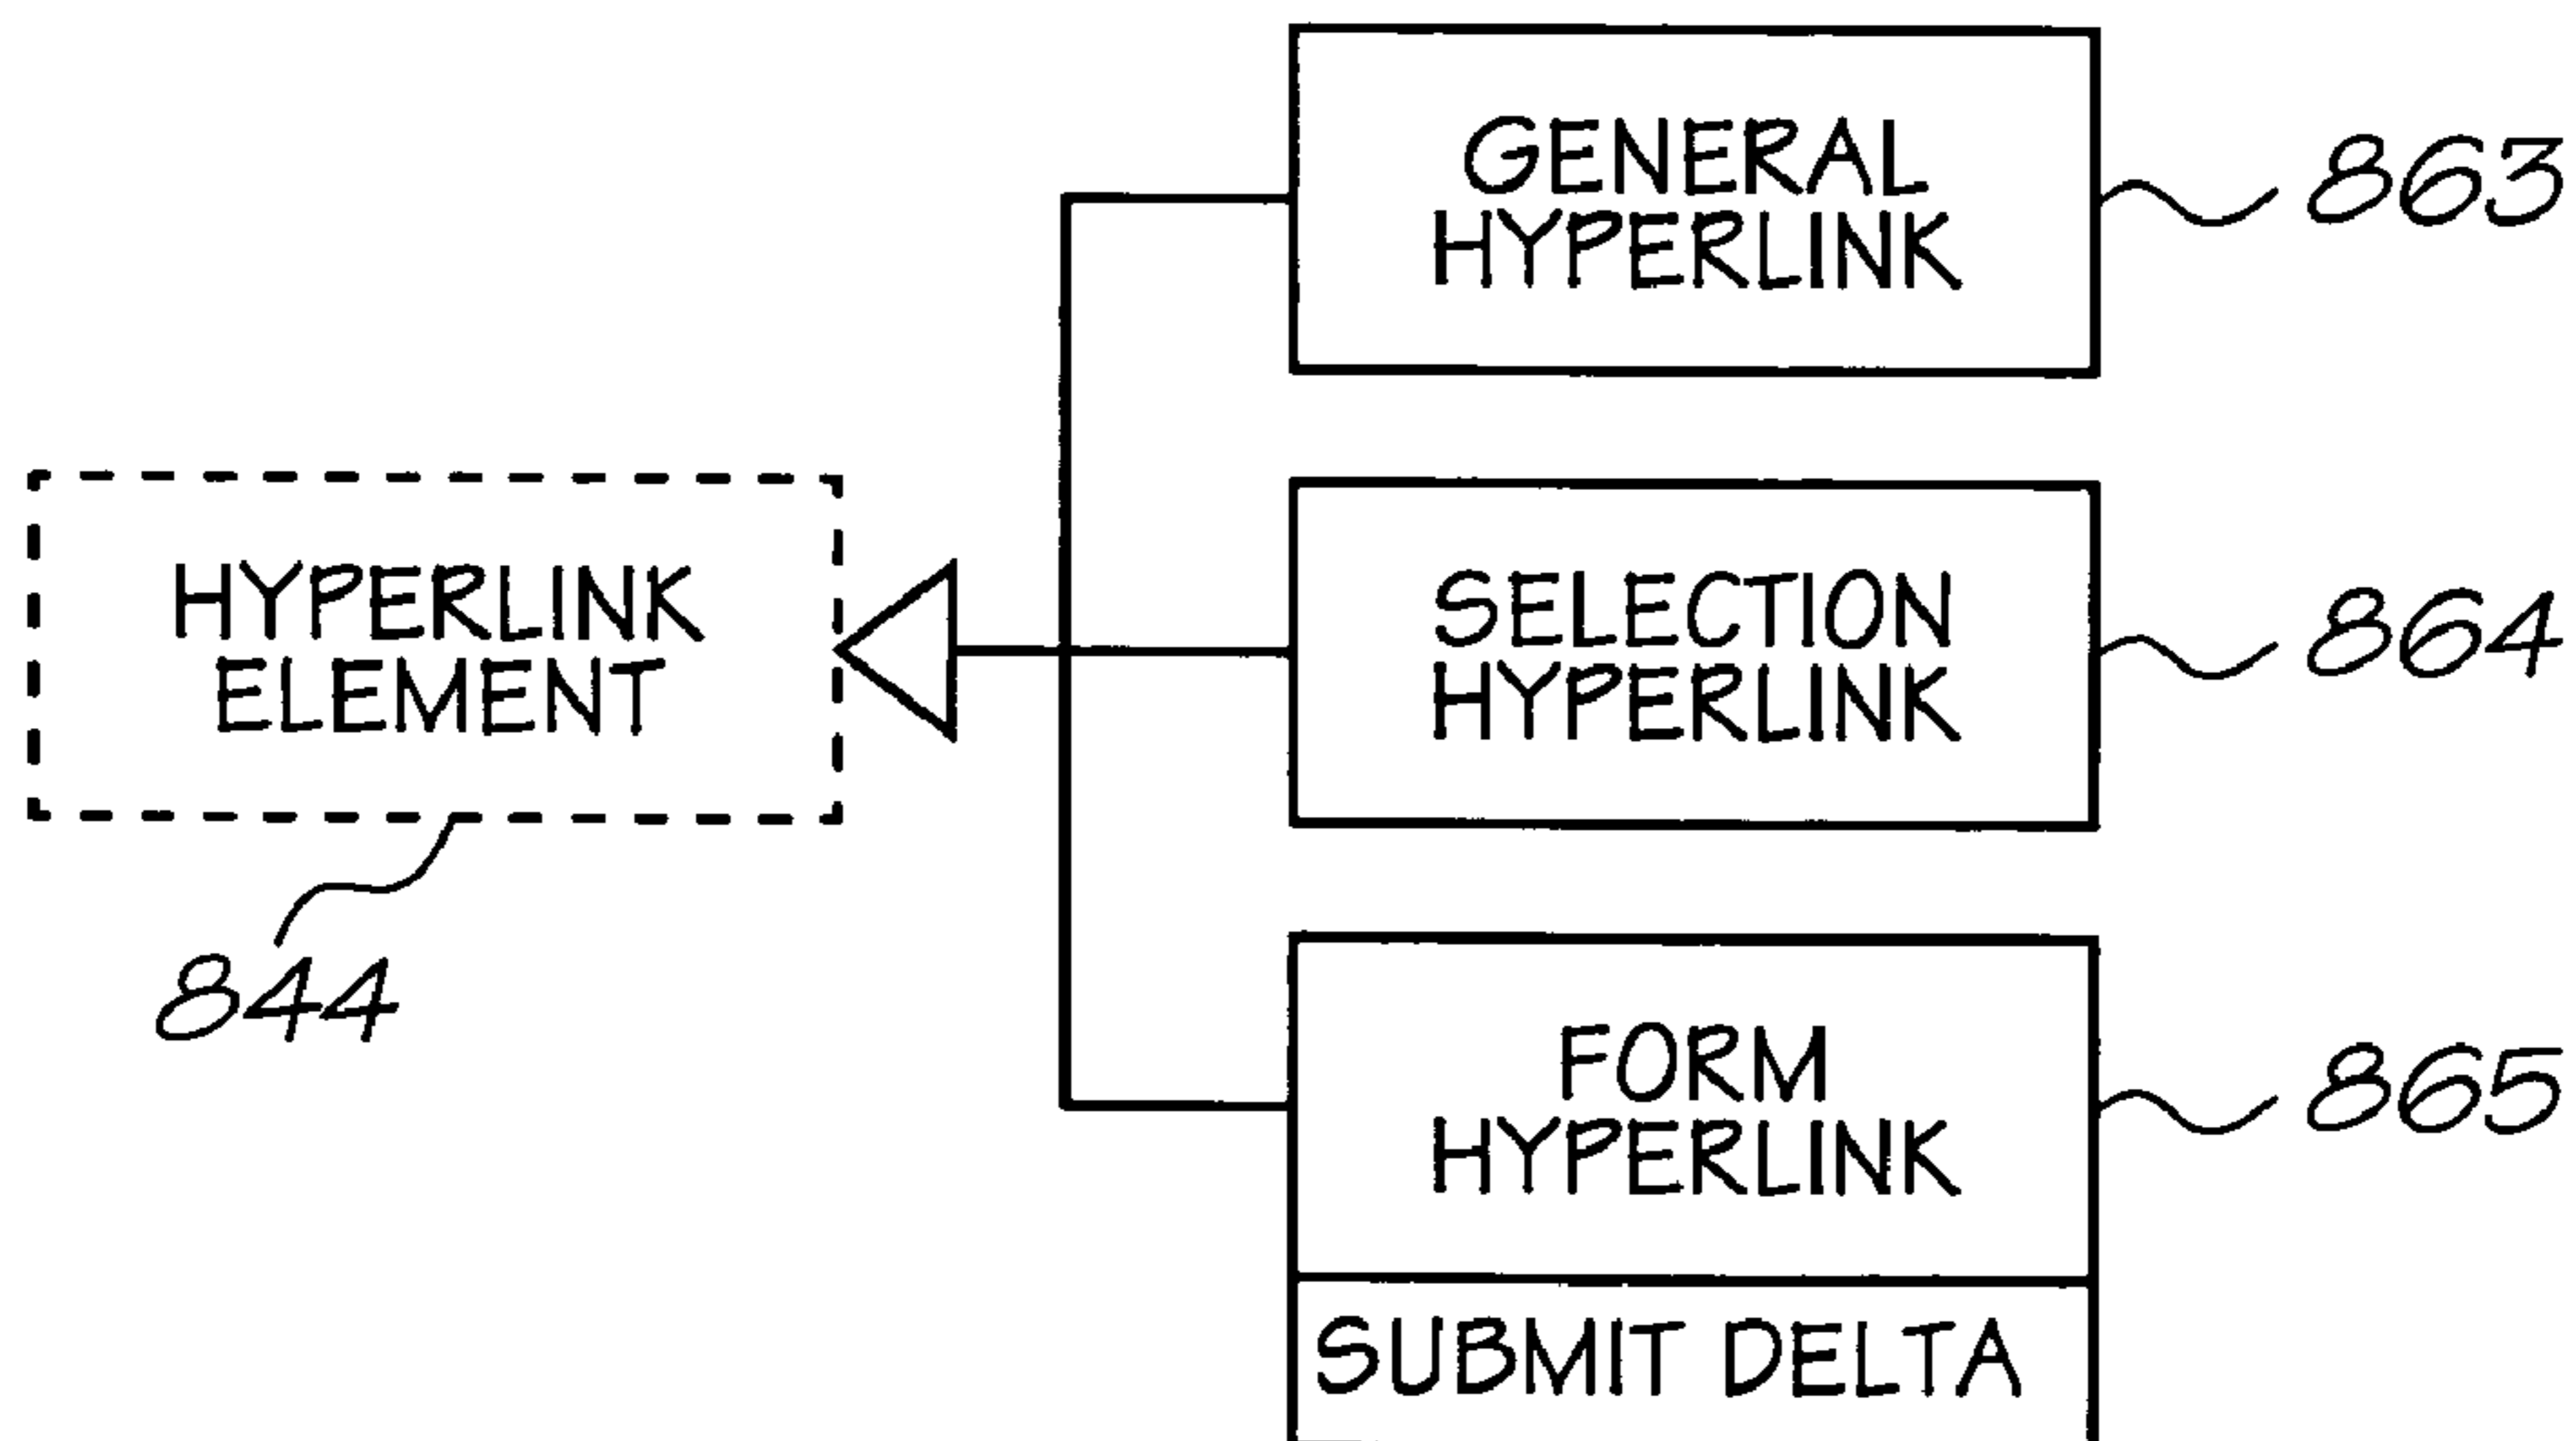 GENERAL
HYPERLINK
863
HYPERLINK
ELEMENT
844
SELECTION
HYPERLINK
864
FORM
HYPERLINK
865
SUBMIT DELTA